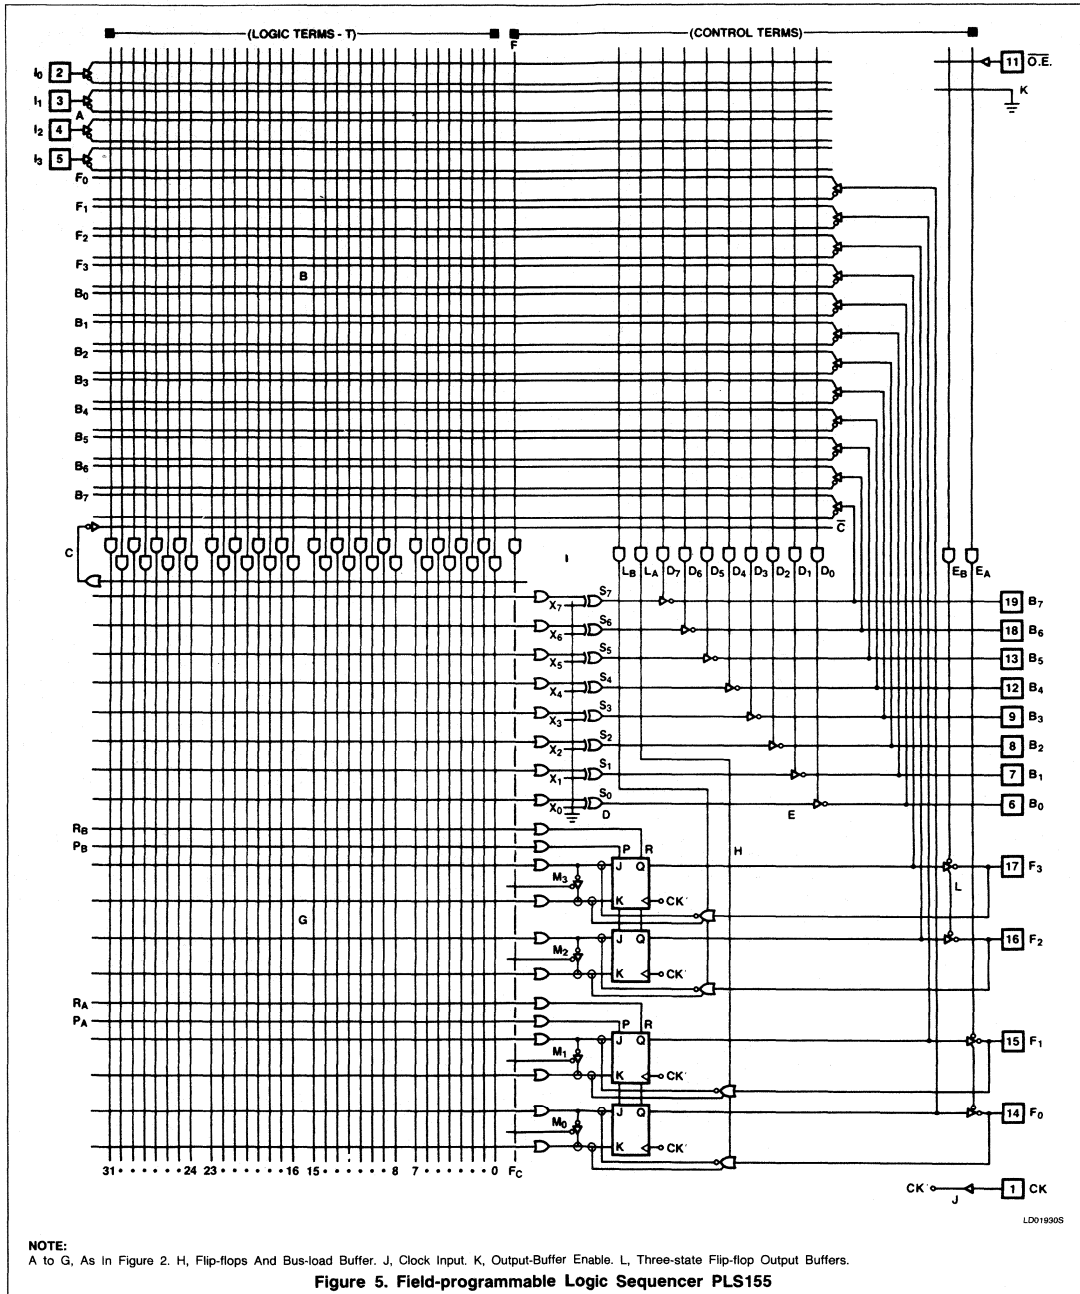 (LOGIC TERMS - T)
F
(CONTROL TERMS)
I0 2
11 O.E.
I1 3
K
A
I2 4
I3 5
F0
F1
F2
F3
B
B0
B1
B2
B3
B4
B5
B6
B7
C
C
I
LB LA D7 D6 D5 D4 D3 D2 D1 D0
EB EA
X7 S7
19 B7
X6 S6
18 B6
X5 S5
13 B5
X4 S4
12 B4
X3 S3
9 B3
X2 S2
8 B2
X1 S1
7 B1
X0 S0
D
E
6 B0
RB
PB
P R
H
J Q
17 F3
M3
L
K CK
G
J Q
16 F2
M2
K CK
RA
PA
P R
J Q
15 F1
M1
K CK
J Q
14 F0
M0
K CK
31 24 23 16 15 8 7 0 FC
CK
J
1 CK
LD01930S
NOTE:
A to G, As In Figure 2. H, Flip-flops And Bus-load Buffer. J, Clock Input. K, Output-Buffer Enable. L, Three-state Flip-flop Output Buffers.
Figure 5. Field-programmable Logic Sequencer PLS155